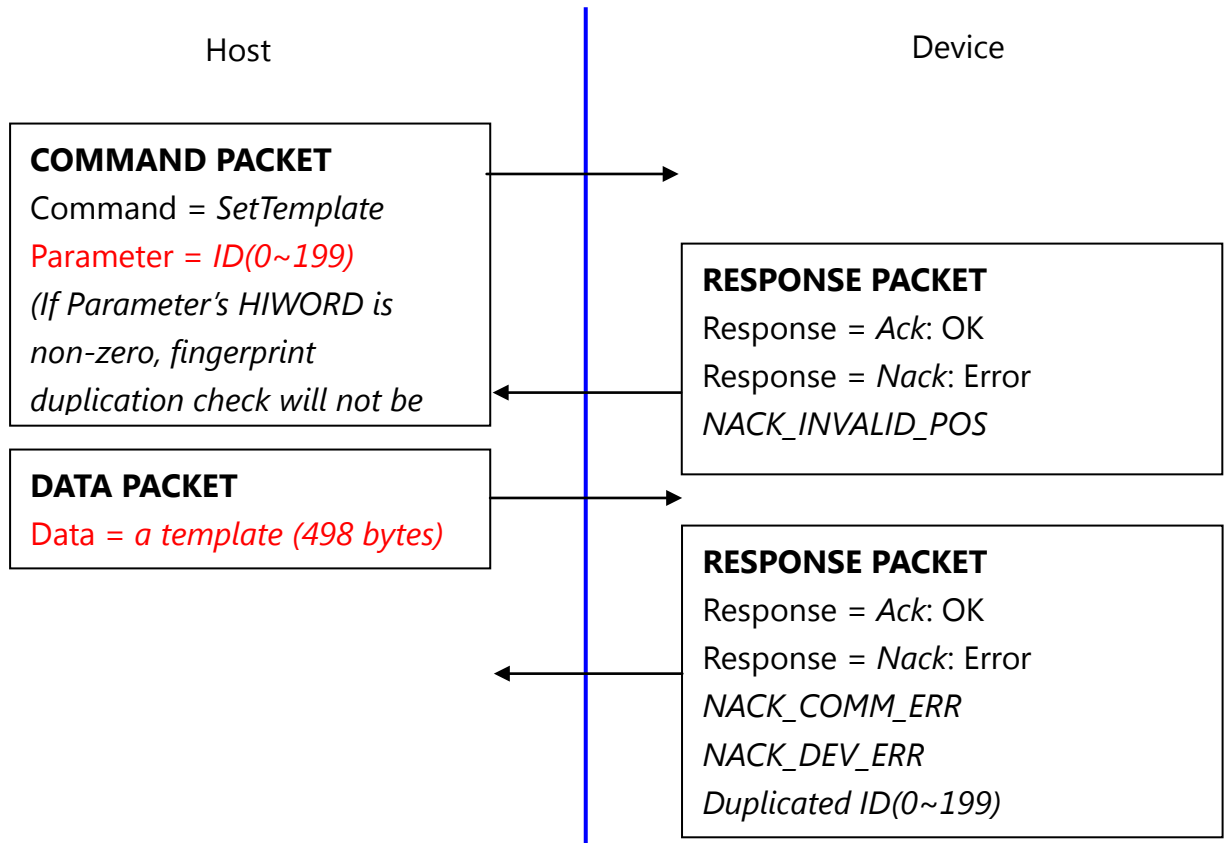 Host
Device
COMMAND PACKET
Command = SetTemplate
Parameter = ID(0~199)
(If Parameter's HIWORD is
non-zero, fingerprint
duplication check will not be
RESPONSE PACKET
Response = Ack: OK
Response = Nack: Error
NACK_INVALID_POS
DATA PACKET
Data = a template (498 bytes)
RESPONSE PACKET
Response = Ack: OK
Response = Nack: Error
NACK_COMM_ERR
NACK_DEV_ERR
Duplicated ID(0~199)